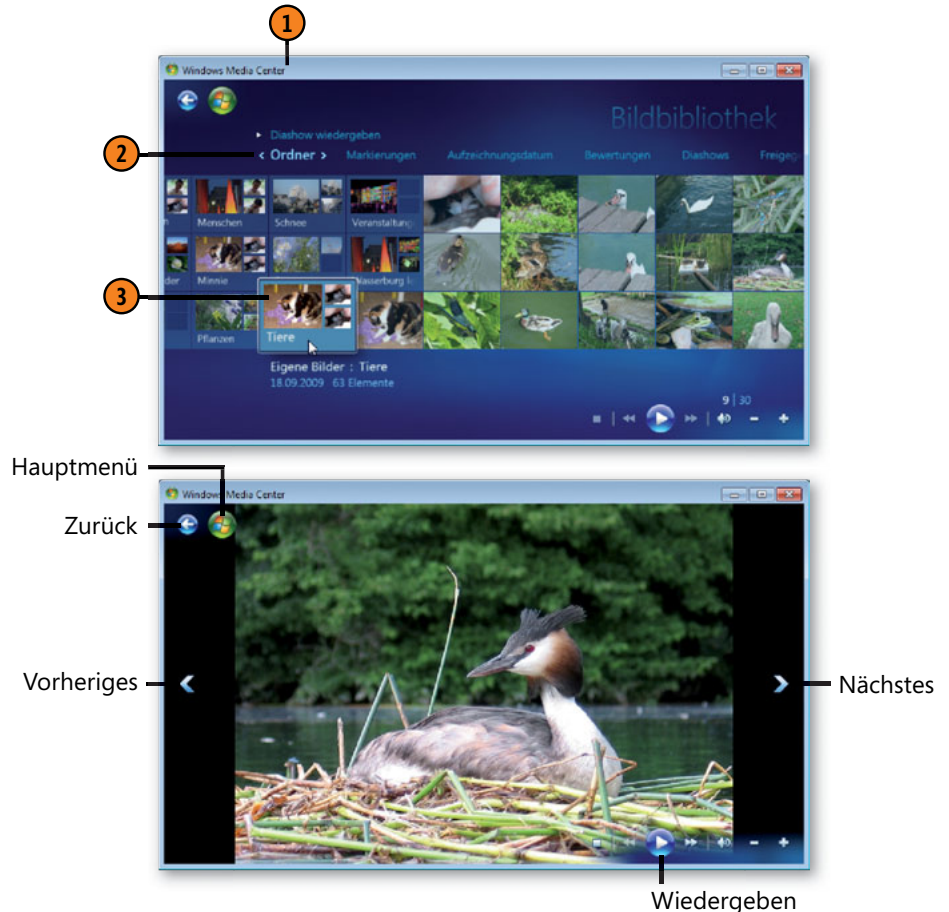 1
Windows Media Center
Bildbibliothek
Diashow wiedergeben
2
< Ordner > Markierungen Aufzeichnungsdatum Bewertungen Diashows Freigeg
Menschen Schnee Veranstaltung
Minnie Wasserburg
3
Pflanzen Tiere
Eigene Bilder : Tiere
18.09.2009 63 Elemente
9 | 30
Hauptmenü
Windows Media Center
Zurück
Vorheriges
Nächstes
Wiedergeben